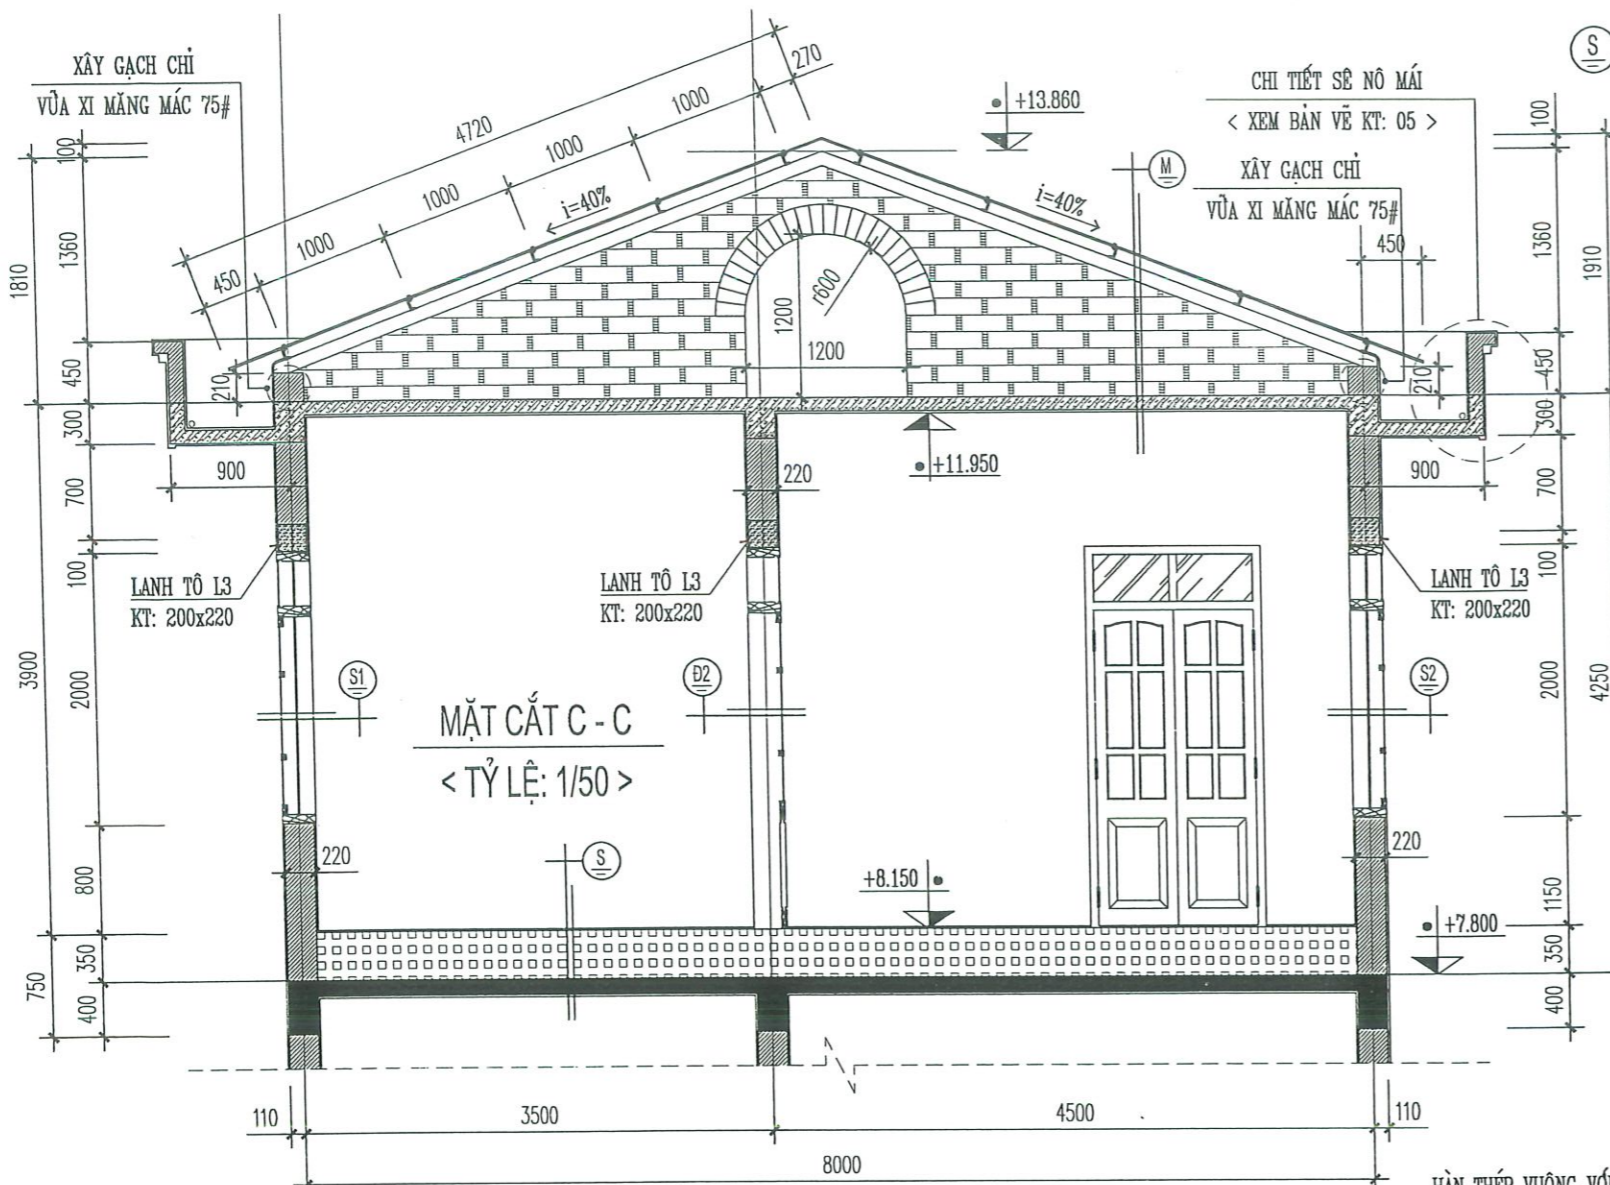 XÂY GẠCH CHỈ
VỮA XI MĂNG MÁC 75#
4720
270
1000
1000
1000
1000
450
i=40%
i=40%
+13.860
CHI TIẾT SÊ NÔ MÁI
< XEM BẢN VẼ KT: 05 >
XÂY GẠCH CHỈ
VỮA XI MĂNG MÁC 75#
S
M
450
100
1360
1810
450
210
300
900
700
100
3900
2000
800
350
750
400
r600
1200
1200
+11.950
220
100
1360
1910
450
210
300
900
700
100
2000
4250
1150
350
400
LANH TÔ L3
KT: 200x220
LANH TÔ L3
KT: 200x220
LANH TÔ L3
KT: 200x220
S1
Đ2
S2
MẶT CẮT C - C
< TỶ LỆ: 1/50 >
220
S
+8.150
220
+7.800
110
3500
4500
110
8000
HÀN THÉP VUÔNG